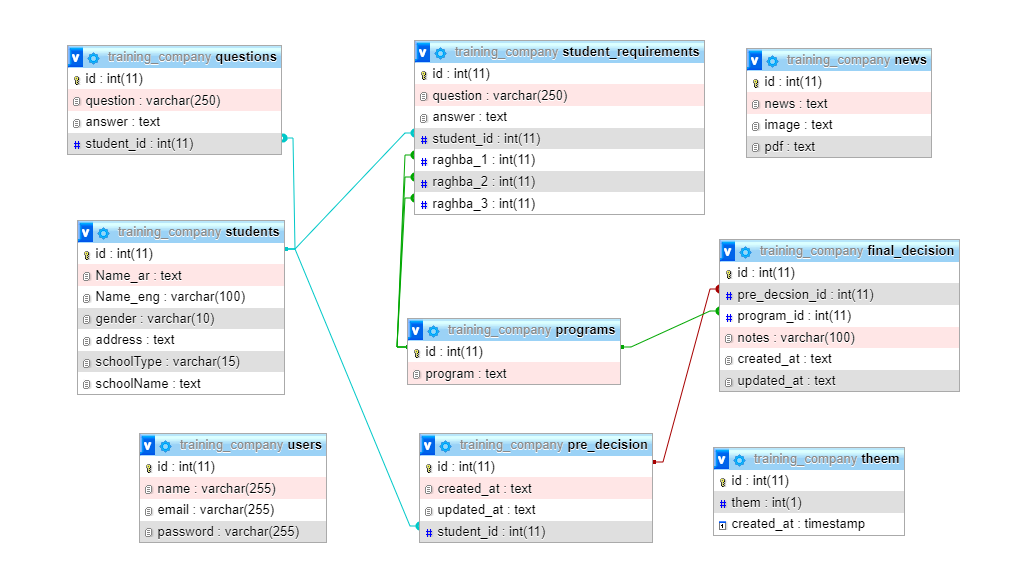 training_company questions
id : int(11)
question : varchar(250)
answer : text
student_id : int(11)
training_company student_requirements
id : int(11)
question : varchar(250)
answer : text
student_id : int(11)
raghba_1 : int(11)
raghba_2 : int(11)
raghba_3 : int(11)
training_company news
id : int(11)
news : text
image : text
pdf : text
training_company students
id : int(11)
Name_ar : text
Name_eng : varchar(100)
gender : varchar(10)
address : text
schoolType : varchar(15)
schoolName : text
training_company final_decision
id : int(11)
pre_decsion_id : int(11)
program_id : int(11)
notes : varchar(100)
created_at : text
updated_at : text
training_company programs
id : int(11)
program : text
training_company users
id : int(11)
name : varchar(255)
email : varchar(255)
password : varchar(255)
training_company pre_decision
id : int(11)
created_at : text
updated_at : text
student_id : int(11)
training_company theem
id : int(11)
them : int(1)
created_at : timestamp